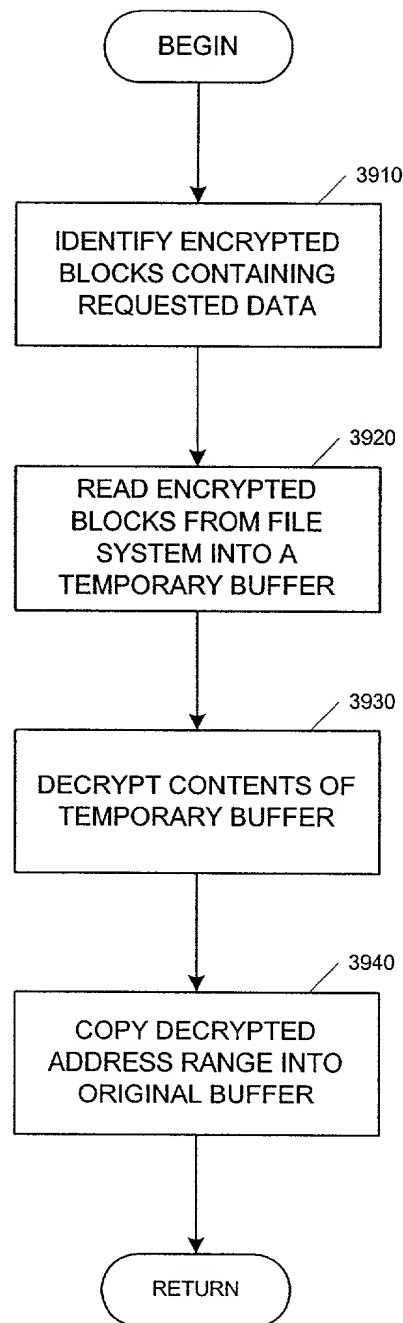 BEGIN
3910
IDENTIFY ENCRYPTED
BLOCKS CONTAINING
REQUESTED DATA
3920
READ ENCRYPTED
BLOCKS FROM FILE
SYSTEM INTO A
TEMPORARY BUFFER
3930
DECRYPT CONTENTS OF
TEMPORARY BUFFER
3940
COPY DECRYPTED
ADDRESS RANGE INTO
ORIGINAL BUFFER
RETURN